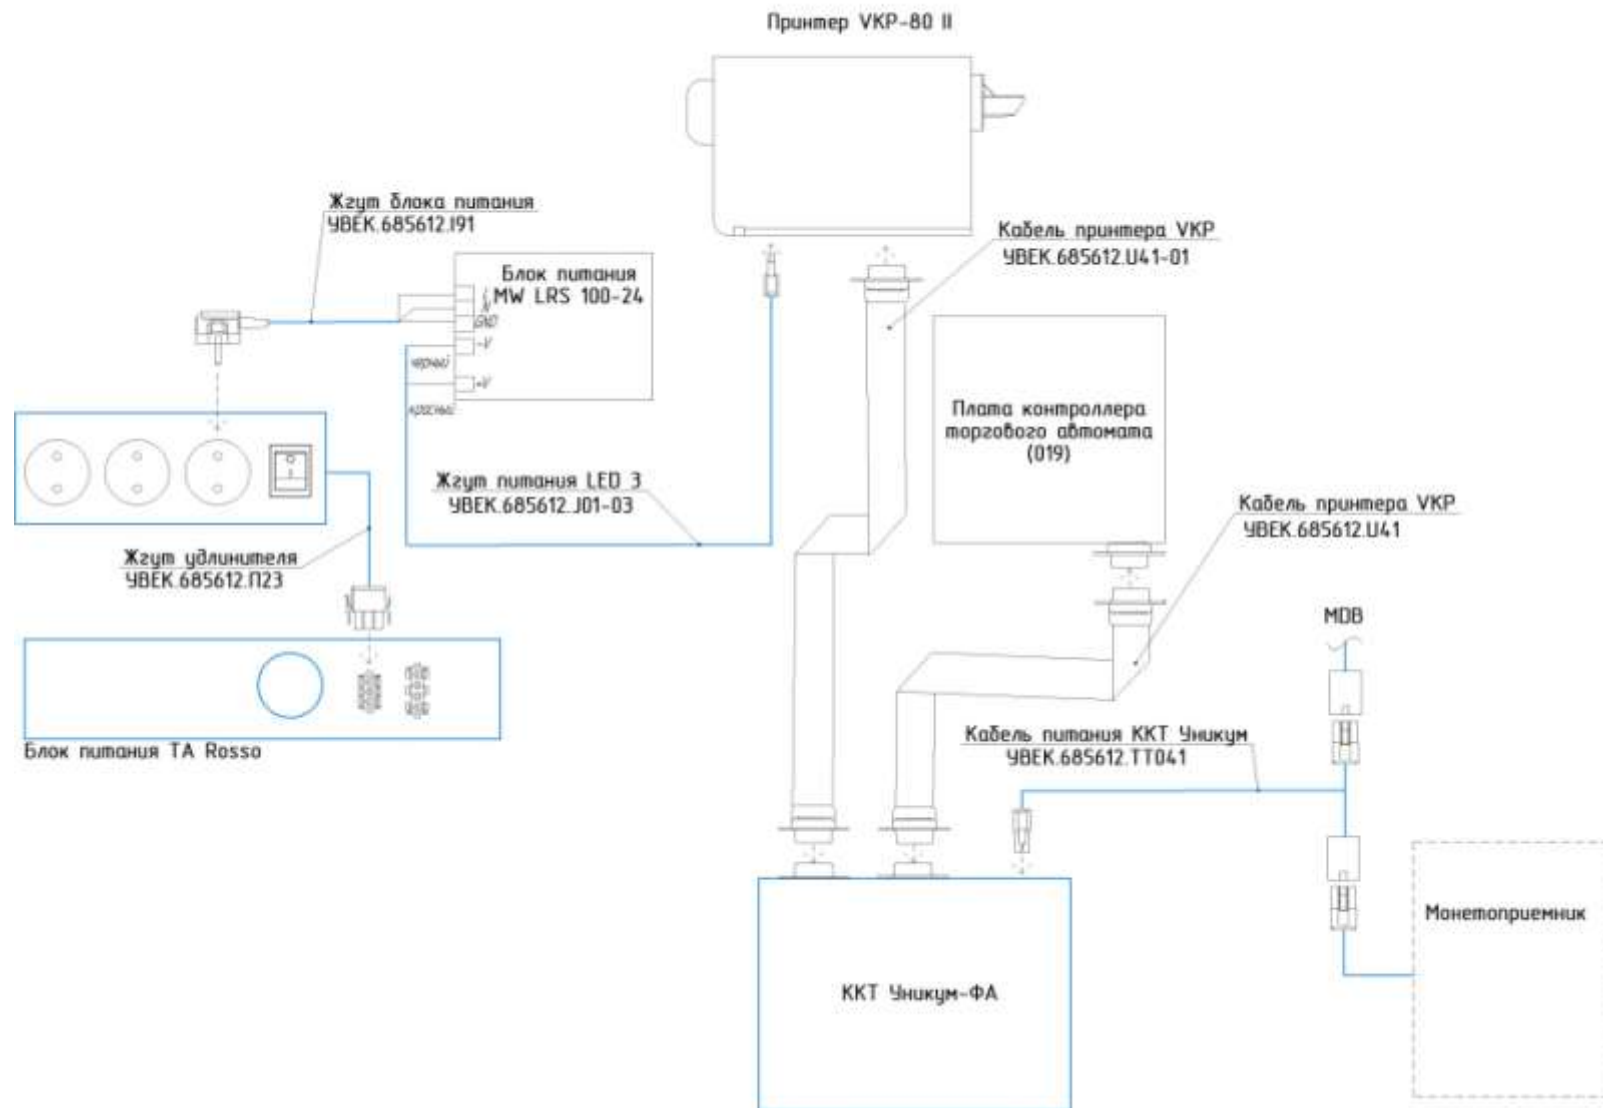 Принтер VKP-80 II
Жгут блока питания
УВЕК.685612.I91
Блок питания
MW LRS 100-24
L
N
GND
-V
черный
+V
красный
Кабель принтера VKP
УВЕК.685612.U41-01
Плата контроллера
торгового автомата
(019)
Жгут питания LED 3
УВЕК.685612.J01-03
Кабель принтера VKP
УВЕК.685612.U41
Жгут удлинителя
УВЕК.685612.П23
MDB
Блок питания ТА Rosso
Кабель питания ККТ Уникум
УВЕК.685612.ТТ041
Монетоприемник
ККТ Уникум-ФА